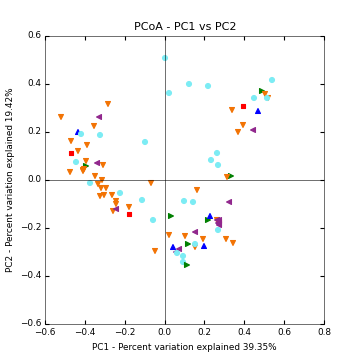 PCoA - PC1 vs PC2
0.6
0.4
0.2
0.0
−0.2
−0.4
−0.6
−0.6 −0.4 −0.2 0.0 0.2 0.4 0.6 0.8
PC2 - Percent variation explained 19.42%
PC1 - Percent variation explained 39.35%